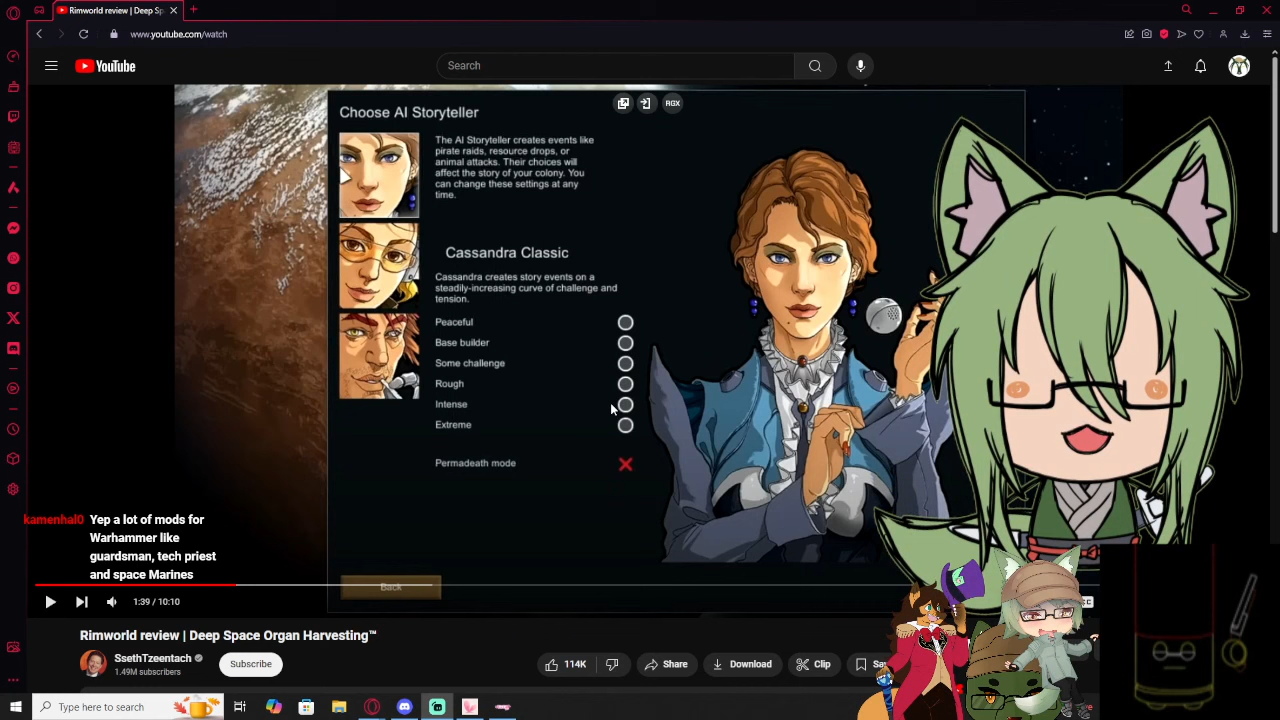 Rimworld review | Deep Sp
www.youtube.com/watch
YouTube
Search
RGX
Choose AI Storyteller
The AI Storyteller creates events like
pirate raids, resource drops, or
animal attacks. Their choices will
affect the story of your colony. You
can change these settings at any
time.
Cassandra Classic
Cassandra creates story events on a
steadily-increasing curve of challenge and
tension.
Peaceful
Base builder
Some challenge
Rough
Intense
Extreme
Permadeath mode
kamenhal0 Yep a lot of mods for
Warhammer like
guardsman, tech priest
and space Marines
Back
1:39 / 10:10
Rimworld review | Deep Space Organ Harvesting™
SsethTzeentach
1.49M subscribers
Subscribe
114K
Share
Download
Clip
Type here to search